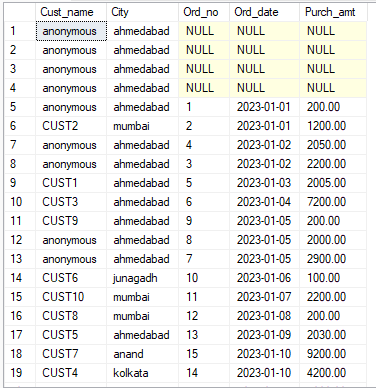 Cust_name City Ord_no Ord_date Purch_amt
1 anonymous ahmedabad NULL NULL NULL
2 anonymous ahmedabad NULL NULL NULL
3 anonymous ahmedabad NULL NULL NULL
4 anonymous ahmedabad NULL NULL NULL
5 anonymous ahmedabad 1 2023-01-01 200.00
6 CUST2 mumbai 2 2023-01-01 1200.00
7 anonymous ahmedabad 4 2023-01-02 2050.00
8 anonymous ahmedabad 3 2023-01-02 2200.00
9 CUST1 ahmedabad 5 2023-01-03 2005.00
10 CUST3 ahmedabad 6 2023-01-04 7200.00
11 CUST9 ahmedabad 9 2023-01-05 200.00
12 anonymous ahmedabad 8 2023-01-05 2000.00
13 anonymous ahmedabad 7 2023-01-05 2900.00
14 CUST6 junagadh 10 2023-01-06 100.00
15 CUST10 mumbai 11 2023-01-07 2200.00
16 CUST8 mumbai 12 2023-01-08 200.00
17 CUST5 ahmedabad 13 2023-01-09 2030.00
18 CUST7 anand 15 2023-01-10 9200.00
19 CUST4 kolkata 14 2023-01-10 4200.00